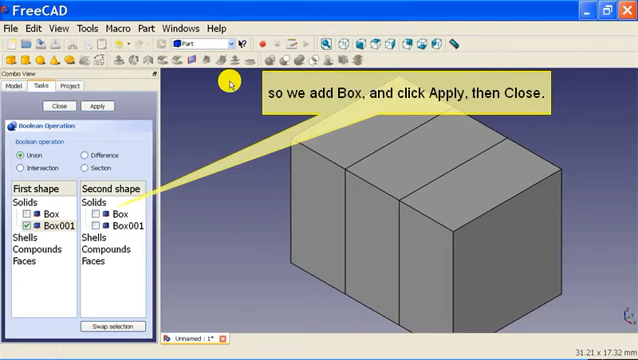 FreeCAD
File Edit View Tools Macro Part Windows Help
Part
Combo View
Model Tasks Project
so we add Box, and click Apply, then Close.
Close Apply
Boolean Operation
Boolean operation
Union Difference
Intersection Section
First shape Second shape
Solids Solids
Box Box
Box001 Box001
Shells Shells
Compounds Compounds
Faces Faces
Swap selection
Unnamed : 1*
31.21 x 17.32 mm